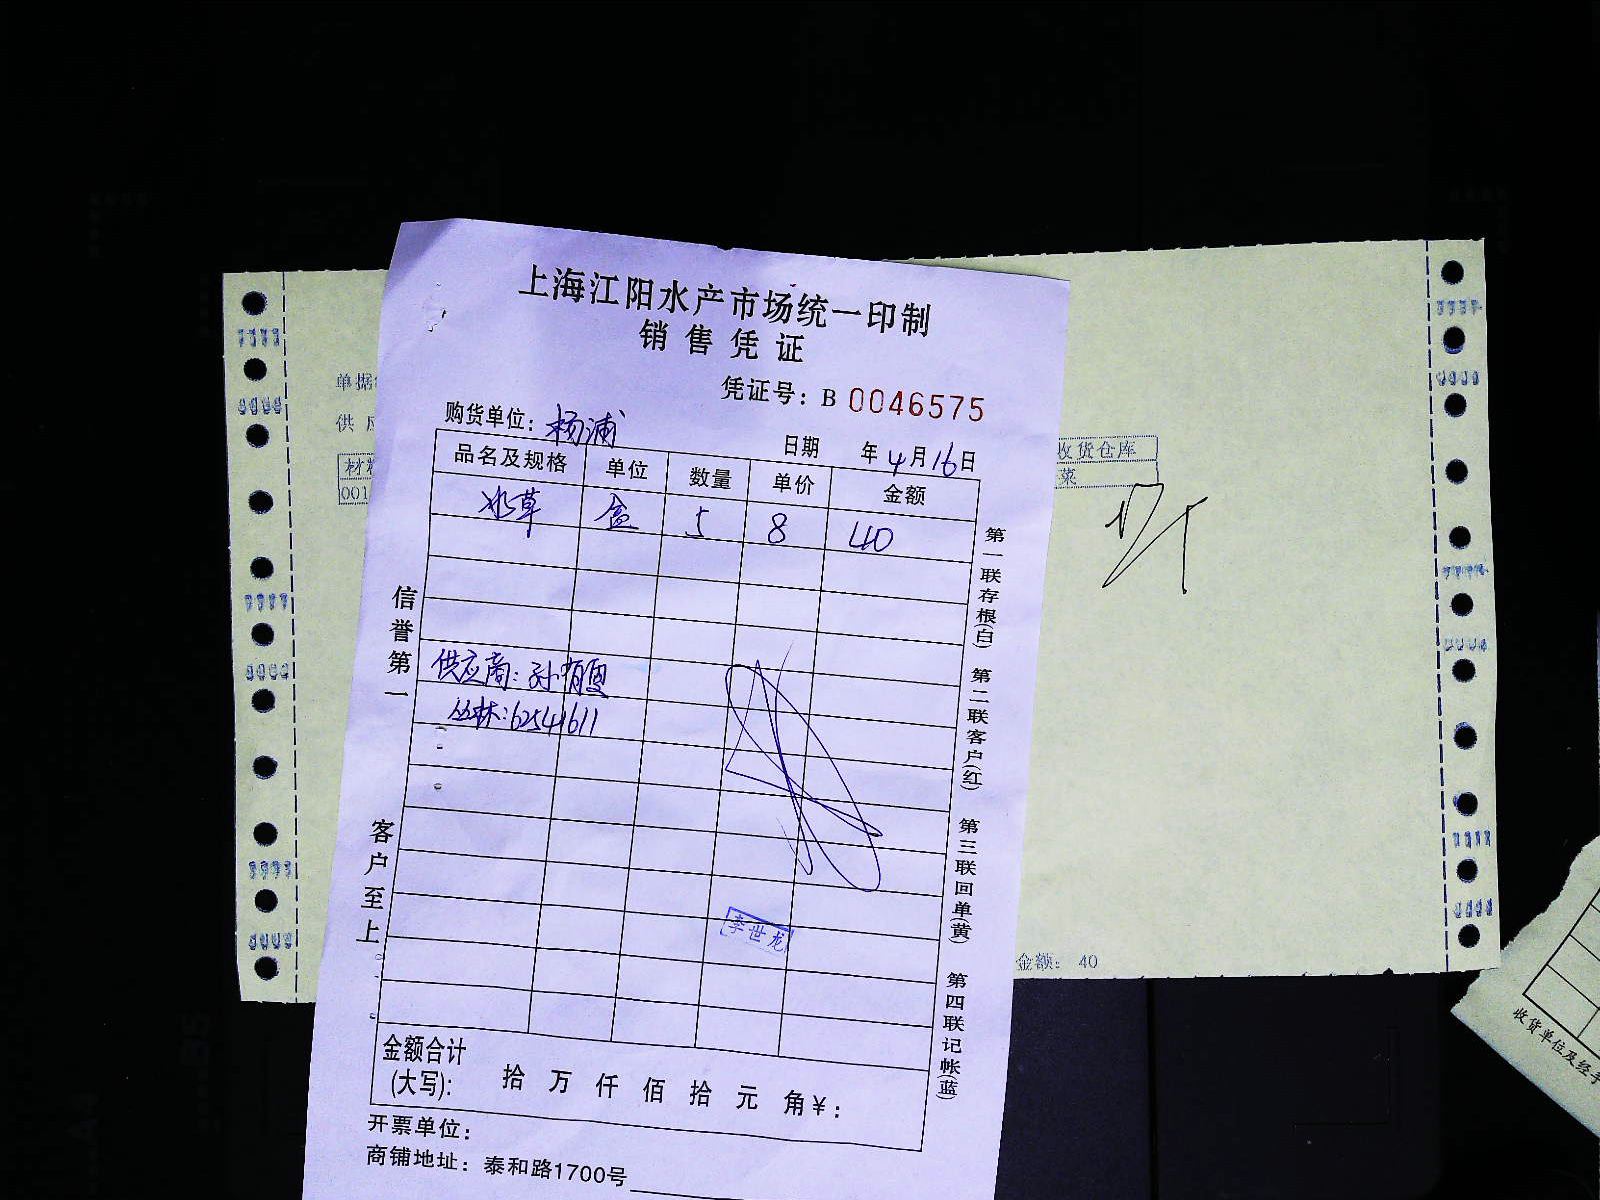 上海江阳水产市场统一印制
销售凭证
凭证号：B 0046575
购货单位：杨浦
日期 年4月16日
品名及规格 单位 数量 单价 金额
水草 盒 5 8 40
供应商：孙有
丛林：62541611
李世龙
金额合计
(大写)： 拾 万 仟 佰 拾 元 角￥：
开票单位：
商铺地址：泰和路1700号
信誉第一
客户至上
第一联存根(白)
第二联客户(红)
第三联回单(黄)
第四联记帐(蓝)
单据
供
材
001
收货仓库
菜
金额： 40
收货单位及经手